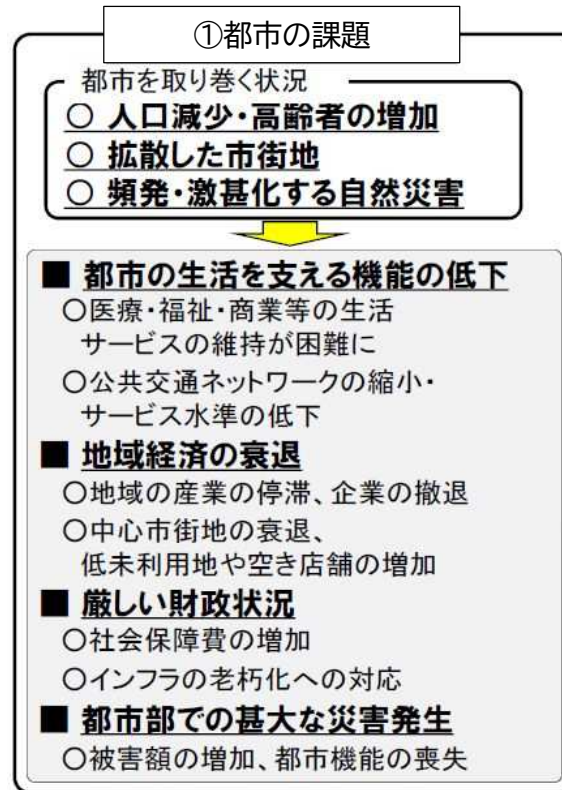 ①都市の課題
都市を取り巻く状況
○ 人口減少・高齢者の増加
○ 拡散した市街地
○ 頻発・激甚化する自然災害
■ 都市の生活を支える機能の低下
○医療・福祉・商業等の生活
サービスの維持が困難に
○公共交通ネットワークの縮小・
サービス水準の低下
■ 地域経済の衰退
○地域の産業の停滞、企業の撤退
○中心市街地の衰退、
低未利用地や空き店舗の増加
■ 厳しい財政状況
○社会保障費の増加
○インフラの老朽化への対応
■ 都市部での甚大な災害発生
○被害額の増加、都市機能の喪失